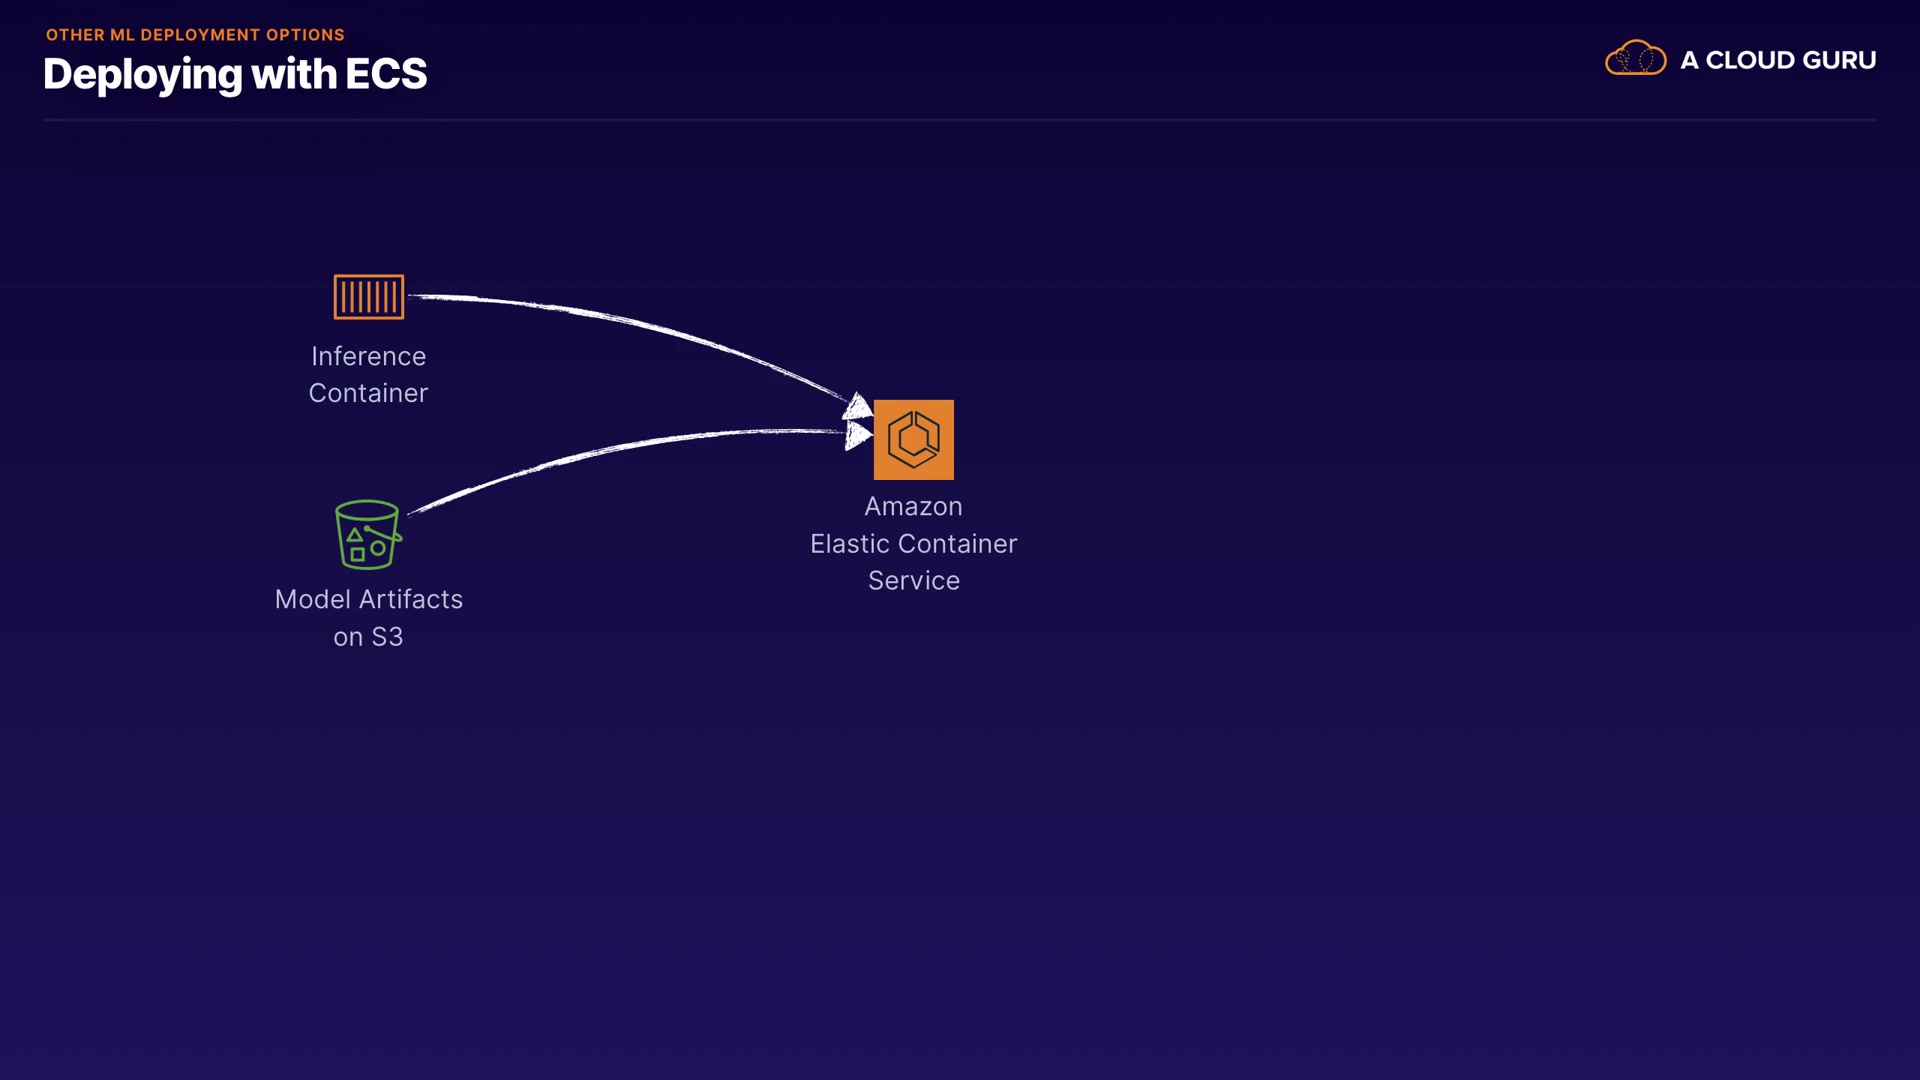 OTHER ML DEPLOYMENT OPTIONS
Deploying with ECS
A CLOUD GURU
Inference
Container
Amazon
Elastic Container
Service
Model Artifacts
on S3